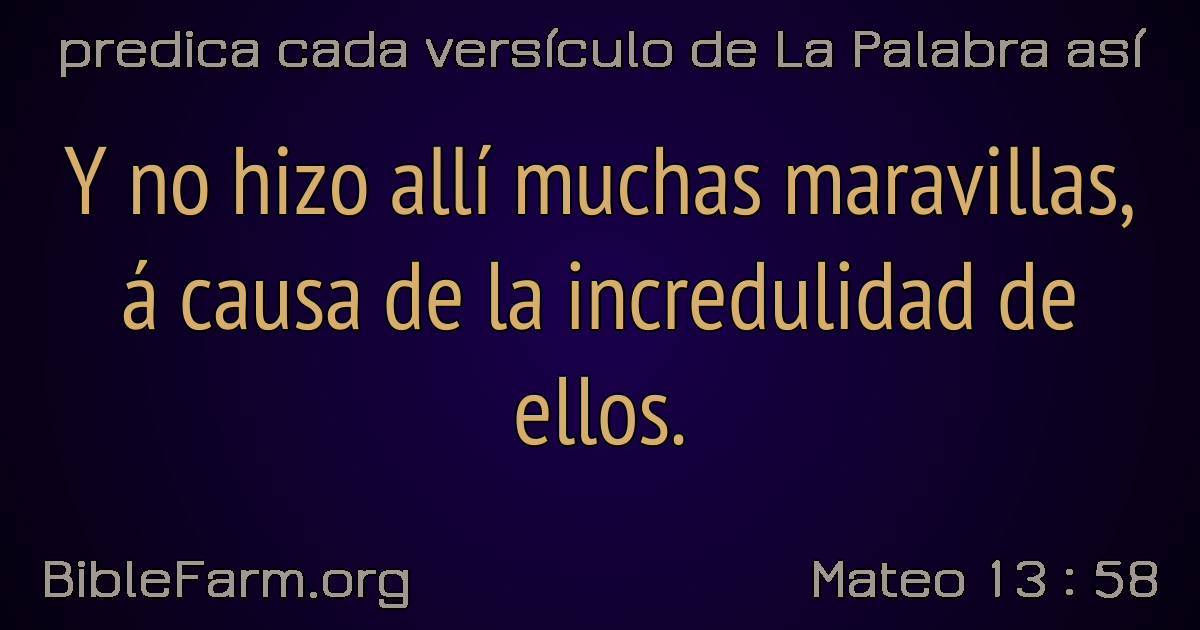 predica cada versículo de La Palabra así
Y no hizo allí muchas maravillas,
á causa de la incredulidad de
ellos.
BibleFarm.org
Mateo 13 : 58